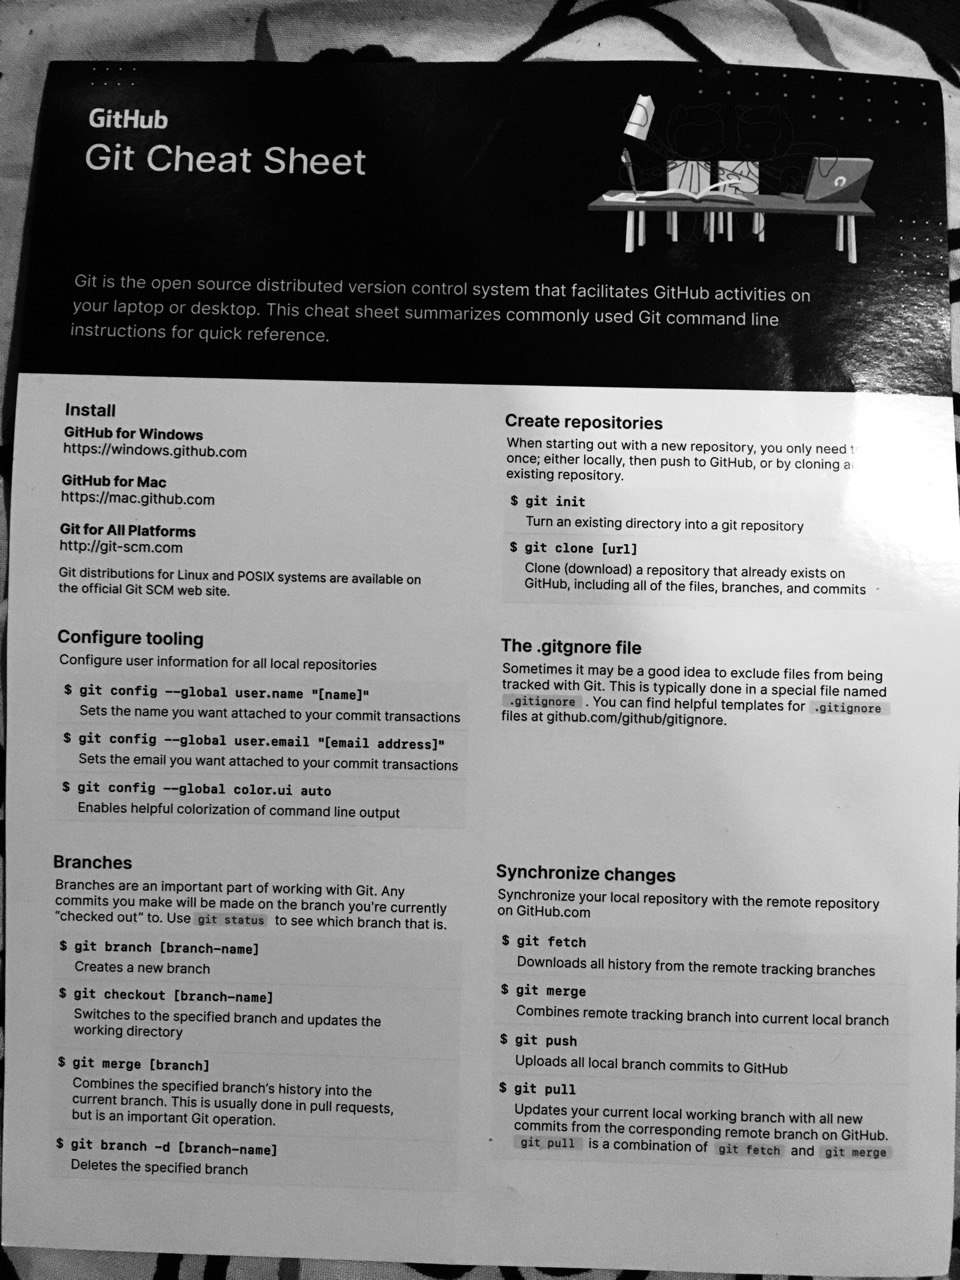 GitHub
Git Cheat Sheet
Git is the open source distributed version control system that facilitates GitHub activities on
your laptop or desktop. This cheat sheet summarizes commonly used Git command line
instructions for quick reference.
Install
GitHub for Windows
https://windows.github.com
GitHub for Mac
https://mac.github.com
Git for All Platforms
http://git-scm.com
Git distributions for Linux and POSIX systems are available on
the official Git SCM web site.
Configure tooling
Configure user information for all local repositories
$ git config --global user.name "[name]"
Sets the name you want attached to your commit transactions
$ git config --global user.email "[email address]"
Sets the email you want attached to your commit transactions
$ git config --global color.ui auto
Enables helpful colorization of command line output
Branches
Branches are an important part of working with Git. Any
commits you make will be made on the branch you're currently
“checked out” to. Use git status to see which branch that is.
$ git branch [branch-name]
Creates a new branch
$ git checkout [branch-name]
Switches to the specified branch and updates the
working directory
$ git merge [branch]
Combines the specified branch’s history into the
current branch. This is usually done in pull requests,
but is an important Git operation.
$ git branch -d [branch-name]
Deletes the specified branch
Create repositories
When starting out with a new repository, you only need
once; either locally, then push to GitHub, or by cloning
existing repository.
$ git init
Turn an existing directory into a git repository
$ git clone [url]
Clone (download) a repository that already exists on
GitHub, including all of the files, branches, and commits
The .gitgnore file
Sometimes it may be a good idea to exclude files from being
tracked with Git. This is typically done in a special file named
.gitignore . You can find helpful templates for .gitignore
files at github.com/github/gitignore.
Synchronize changes
Synchronize your local repository with the remote repository
on GitHub.com
$ git fetch
Downloads all history from the remote tracking branches
$ git merge
Combines remote tracking branch into current local branch
$ git push
Uploads all local branch commits to GitHub
$ git pull
Updates your current local working branch with all new
commits from the corresponding remote branch on GitHub.
git pull is a combination of git fetch and git merge